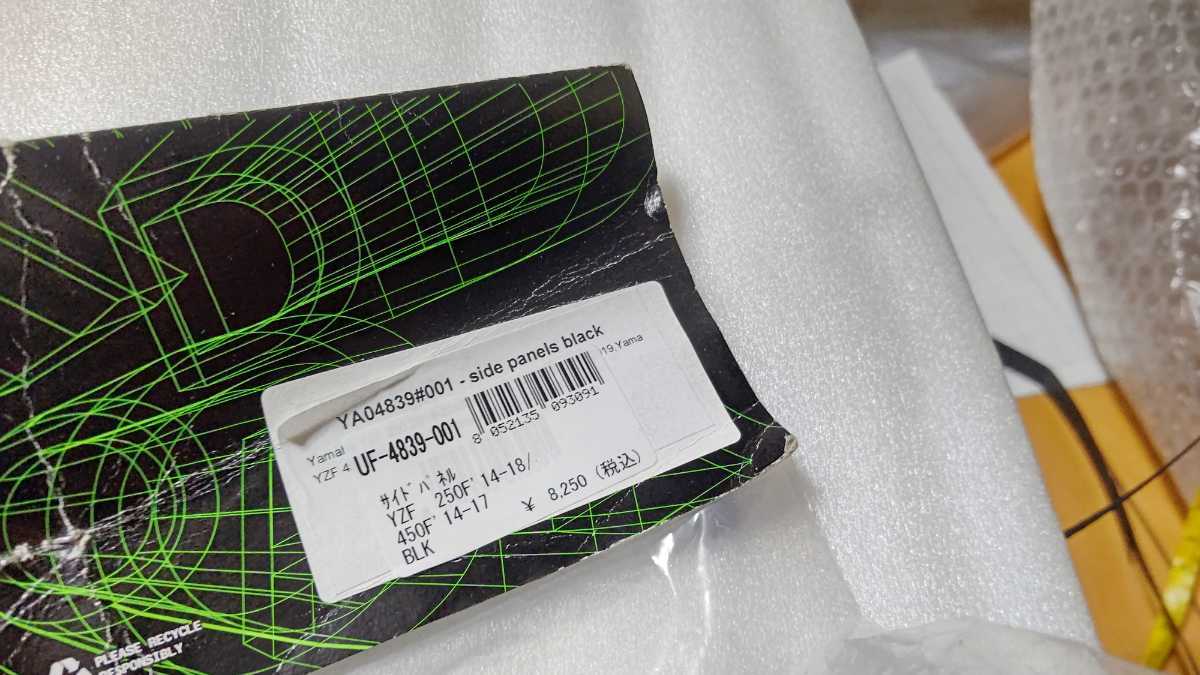 YA04839#001 - side panels black
19,Yama
Yamal
YZF 4
UF-4839-001
8 052135 093091
サイドパネル
YZF 250F'14-18/
450F'14-17
BLK
¥ 8,250 (税込)
PLEASE RECYCLE
RESPONSIBLY